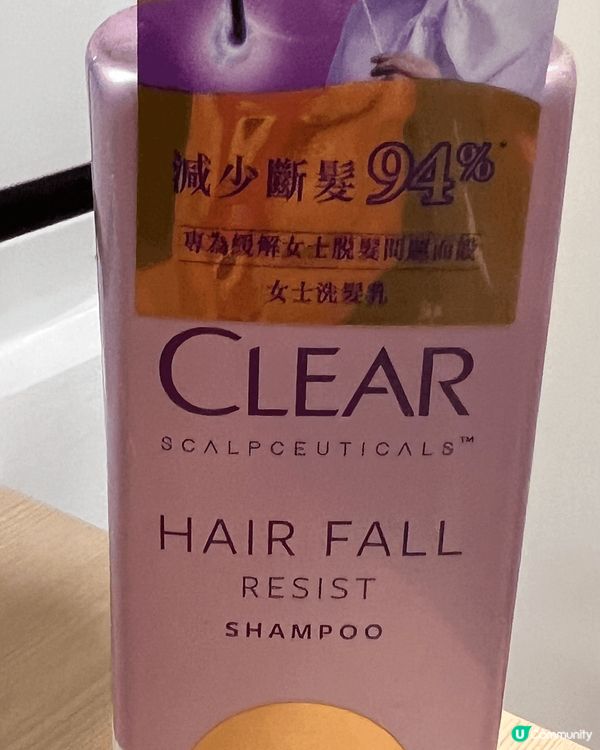 減少斷髮94%*
專為緩解女士脫髮問題而設
女士洗髮乳
CLEAR
SCALPCEUTICALS™
HAIR FALL
RESIST
SHAMPOO
U Community